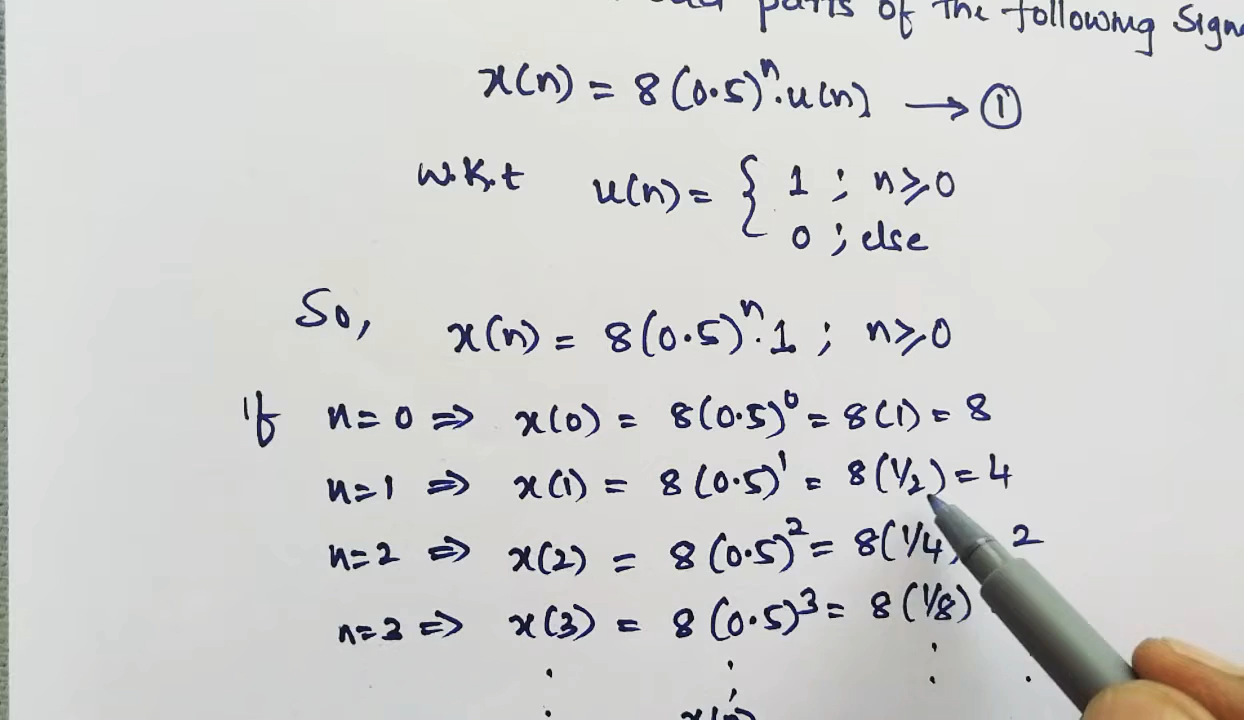 parts of the following
x(n) = 8(0.5)ⁿ.u(n) → ①
W.K.t u(n) = { 1 ; n≥0
0 ; else
So, x(n) = 8(0.5)ⁿ.1 ; n≥0
If n=0 ⇒ x(0) = 8(0.5)⁰ = 8(1) = 8
n=1 ⇒ x(1) = 8(0.5)¹ = 8(1/2) = 4
n=2 ⇒ x(2) = 8(0.5)² = 8(1/4) = 2
n=3 ⇒ x(3) = 8(0.5)³ = 8(1/8)